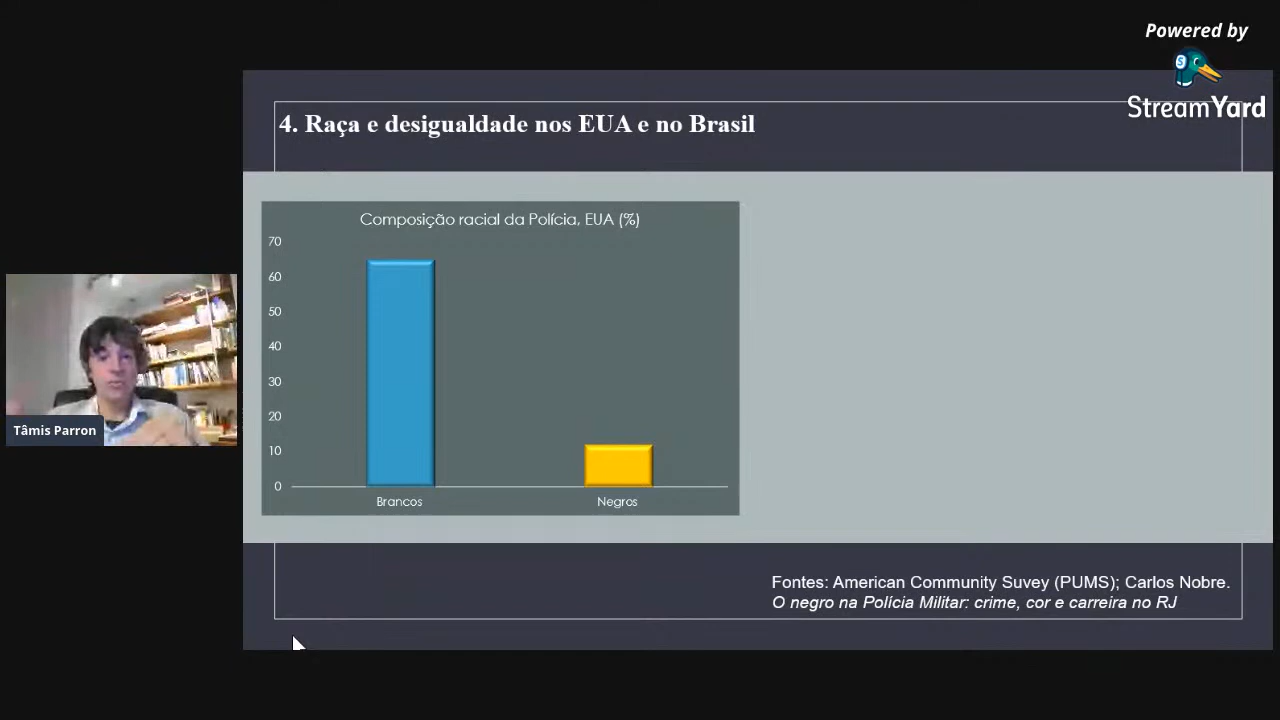 Powered by
StreamYard
4. Raça e desigualdade nos EUA e no Brasil
Composição racial da Polícia, EUA (%)
70
60
50
40
30
20
10
0
Brancos
Negros
Tâmis Parron
Fontes: American Community Suvey (PUMS); Carlos Nobre.
O negro na Polícia Militar: crime, cor e carreira no RJ